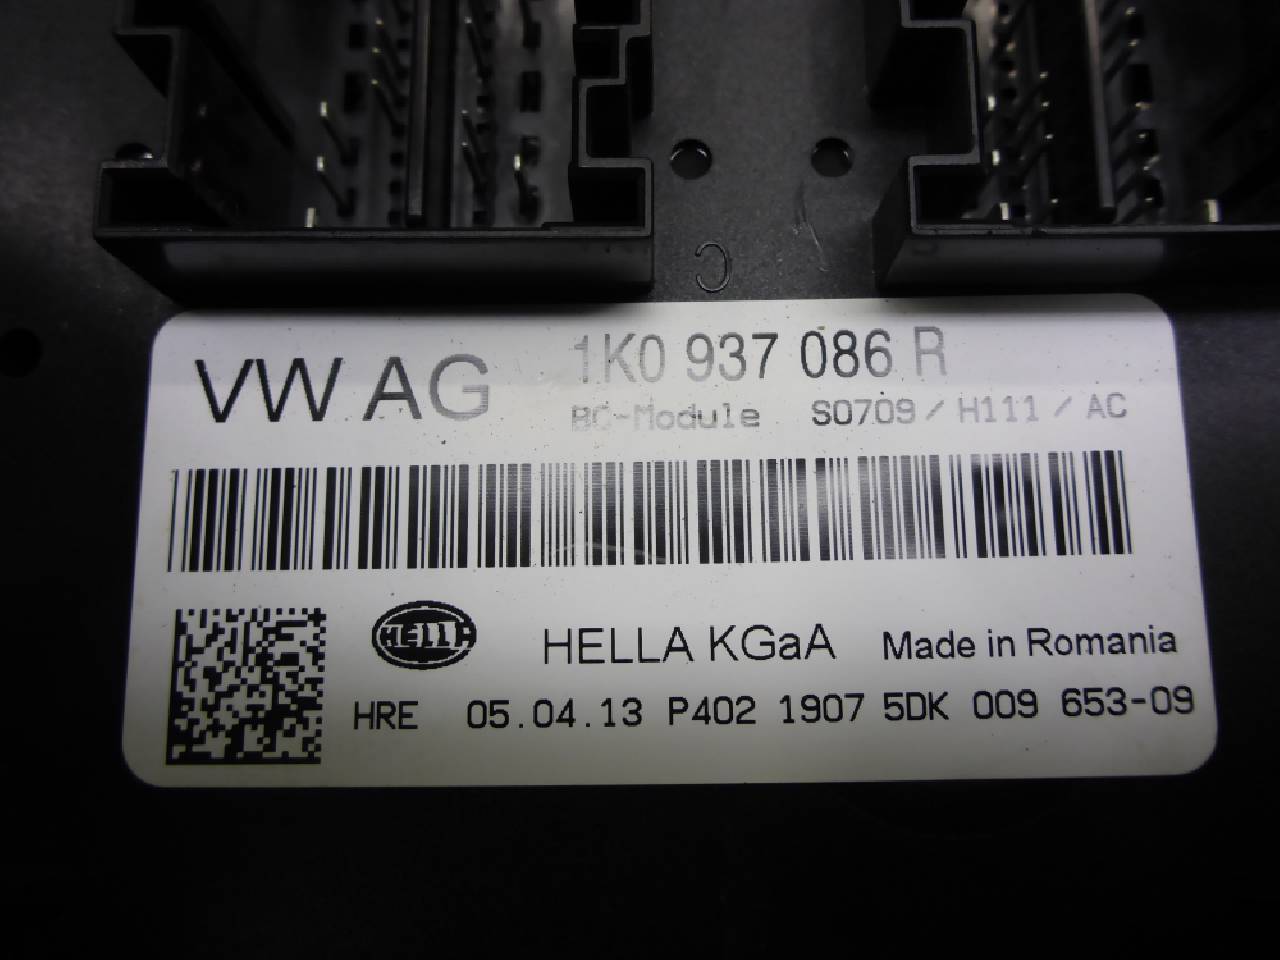 C
VW AG 1K0 937 086 R
BC-Module S0709 / H111 / AC
HELLA HELLA KGaA Made in Romania
HRE 05.04.13 P402 1907 5DK 009 653-09